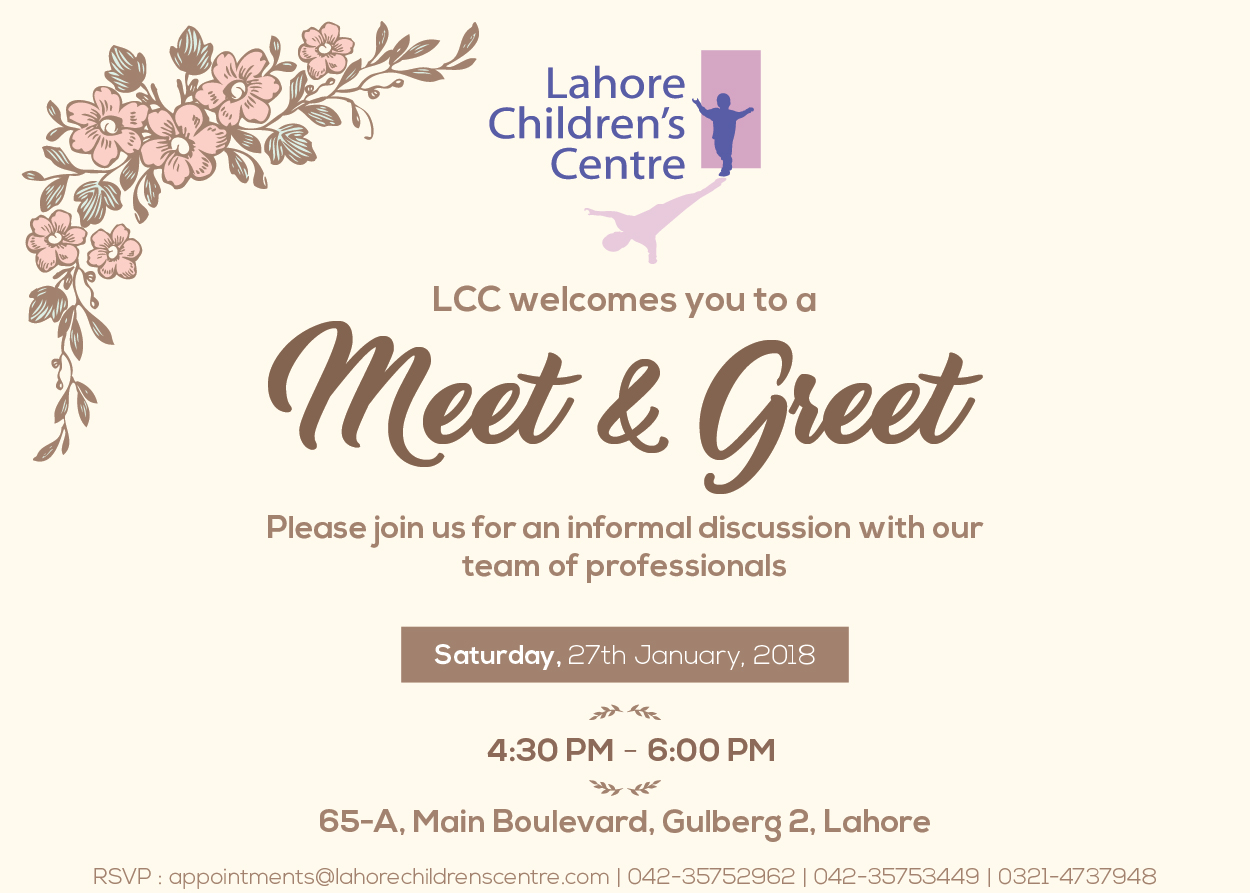 Lahore
Children's
Centre
LCC welcomes you to a
Meet & Greet
Please join us for an informal discussion with our
team of professionals
Saturday, 27th January, 2018
4:30 PM - 6:00 PM
65-A, Main Boulevard, Gulberg 2, Lahore
RSVP : appointments@lahorechildrenscentre.com | 042-35752962 | 042-35753449 | 0321-4737948